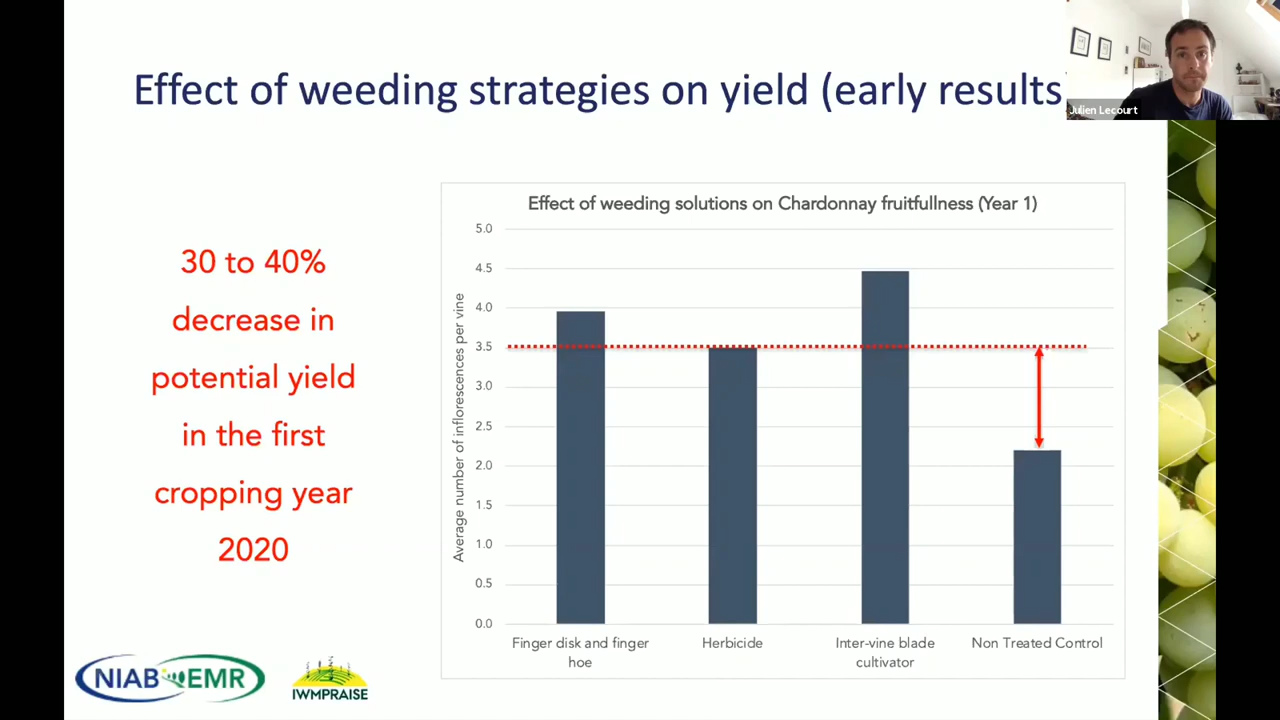 Effect of weeding strategies on yield (early results
Julien Lecourt
30 to 40%
decrease in
potential yield
in the first
cropping year
2020
Effect of weeding solutions on Chardonnay fruitfullness (Year 1)
Average number of inflorescences per vine
5.0
4.5
4.0
3.5
3.0
2.5
2.0
1.5
1.0
0.5
0.0
Finger disk and finger
hoe
Herbicide
Inter-vine blade
cultivator
Non Treated Control
NIAB EMR
IWMPRAISE